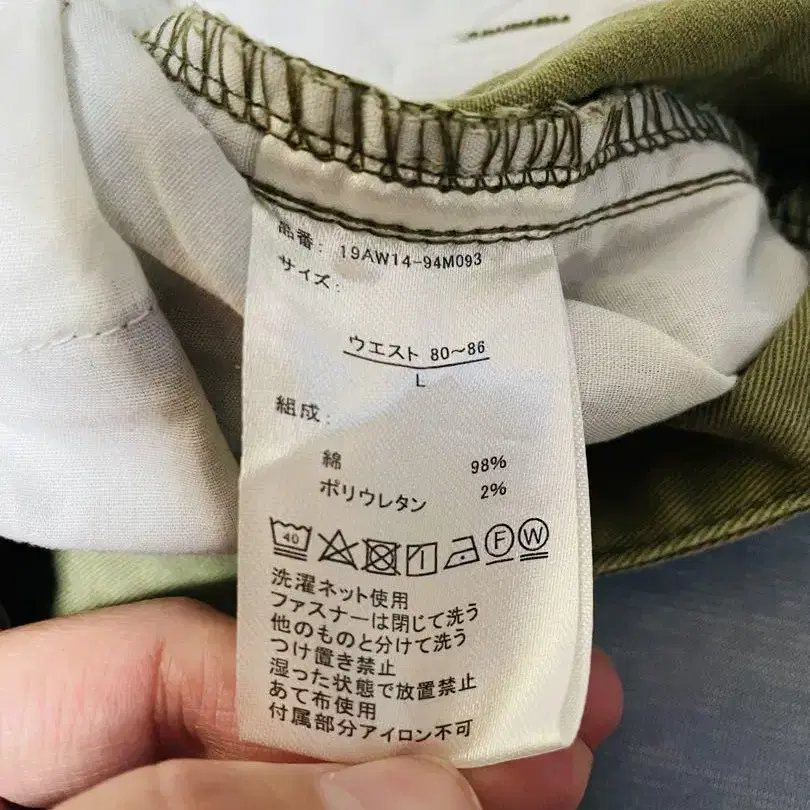 品番: 19AW14-94M093
サイズ:
ウエスト 80〜86
L
組成:
綿 98%
ポリウレタン 2%
40 F W
洗濯ネット使用
ファスナーは閉じて洗う
他のものと分けて洗う
つけ置き禁止
湿った状態で放置禁止
あて布使用
付属部分アイロン不可